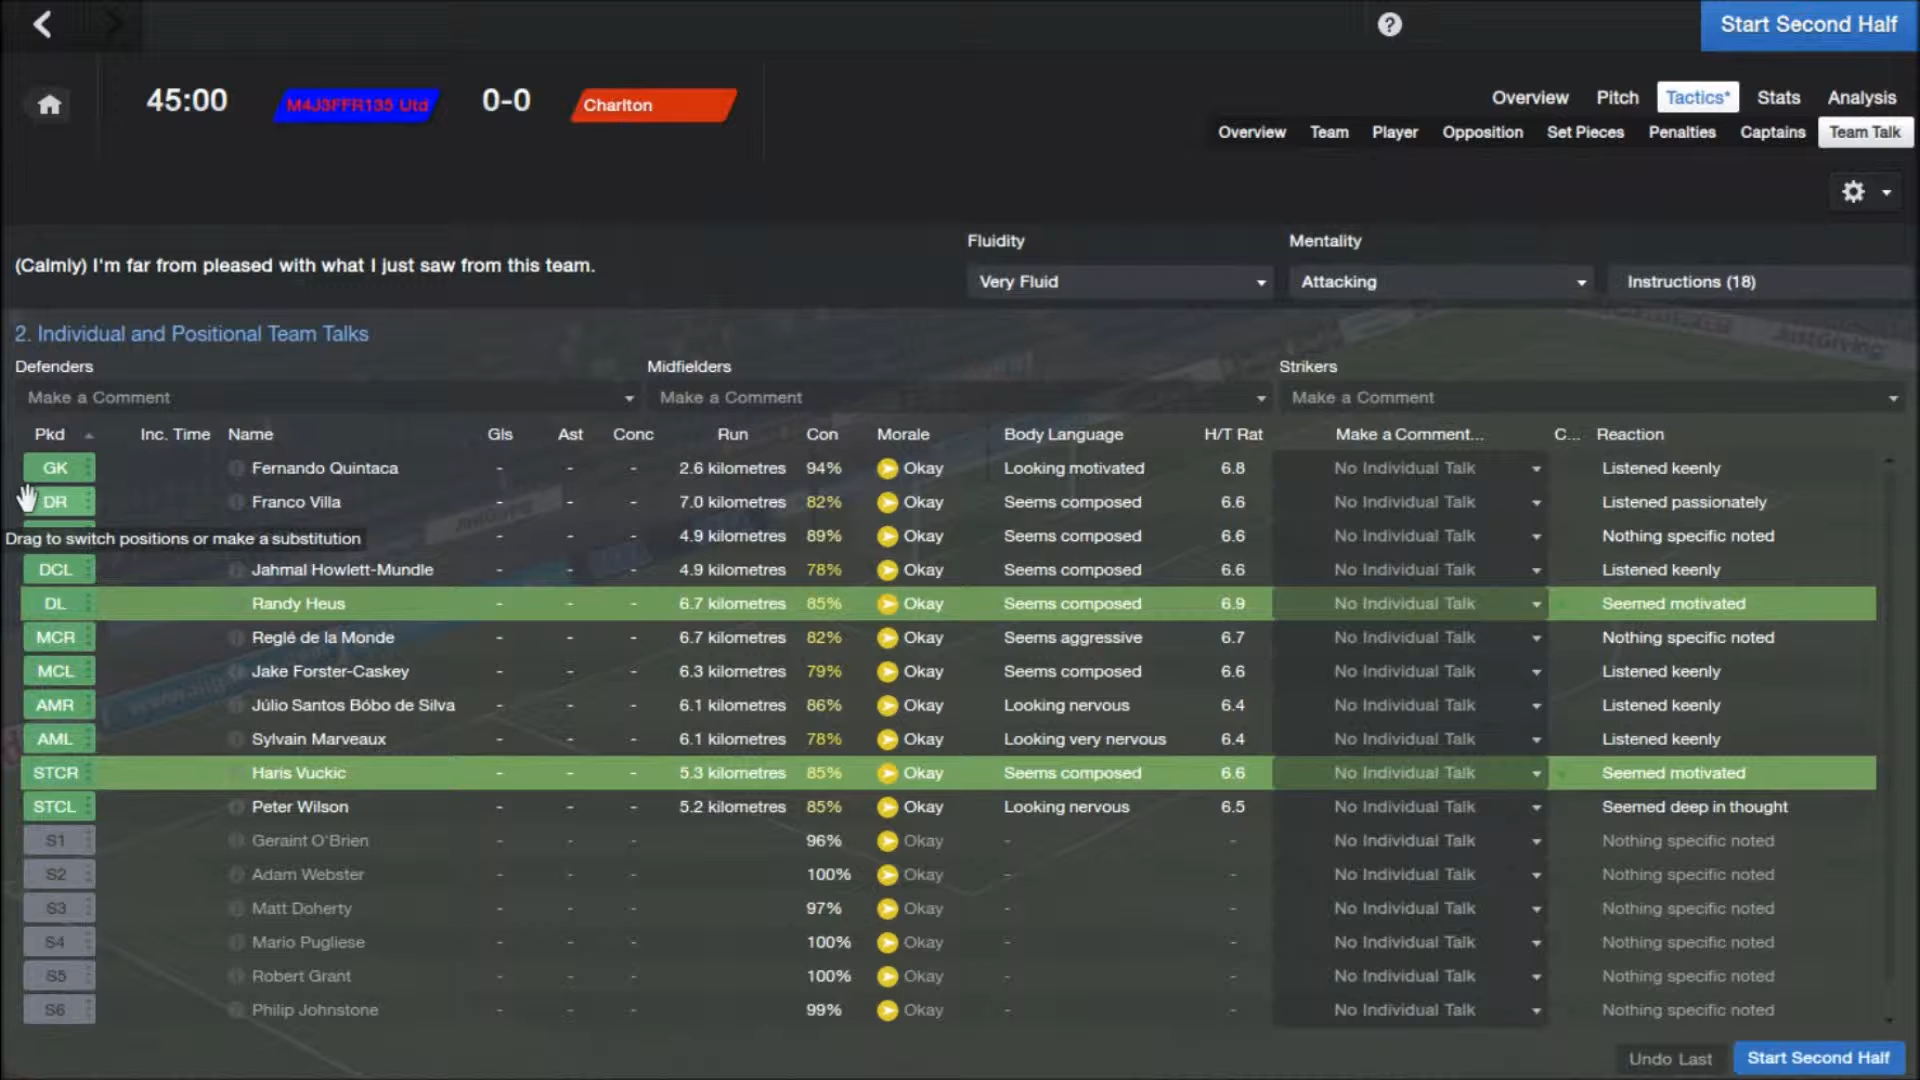 Start Second Half
45:00 M4J3FFR135 Utd 0-0 Charlton
Overview Pitch Tactics* Stats Analysis
Overview Team Player Opposition Set Pieces Penalties Captains Team Talk
Fluidity Mentality
(Calmly) I'm far from pleased with what I just saw from this team.
Very Fluid Attacking Instructions (18)
2. Individual and Positional Team Talks
Defenders Midfielders Strikers
Make a Comment Make a Comment Make a Comment
Pkd Inc. Time Name Gls Ast Conc Run Con Morale Body Language H/T Rat Make a Comment... C... Reaction
GK Fernando Quintaca - - - 2.6 kilometres 94% Okay Looking motivated 6.8 No Individual Talk Listened keenly
DR Franco Villa - - - 7.0 kilometres 82% Okay Seems composed 6.6 No Individual Talk Listened passionately
Drag to switch positions or make a substitution - - - 4.9 kilometres 89% Okay Seems composed 6.6 No Individual Talk Nothing specific noted
DCL Jahmal Howlett-Mundle - - - 4.9 kilometres 78% Okay Seems composed 6.6 No Individual Talk Listened keenly
DL Randy Heus - - - 6.7 kilometres 85% Okay Seems composed 6.9 No Individual Talk Seemed motivated
MCR Reglé de la Monde - - - 6.7 kilometres 82% Okay Seems aggressive 6.7 No Individual Talk Nothing specific noted
MCL Jake Forster-Caskey - - - 6.3 kilometres 79% Okay Seems composed 6.6 No Individual Talk Listened keenly
AMR Júlio Santos Bóbo de Silva - - - 6.1 kilometres 86% Okay Looking nervous 6.4 No Individual Talk Listened keenly
AML Sylvain Marveaux - - - 6.1 kilometres 78% Okay Looking very nervous 6.4 No Individual Talk Listened keenly
STCR Haris Vuckic - - - 5.3 kilometres 85% Okay Seems composed 6.6 No Individual Talk Seemed motivated
STCL Peter Wilson - - - 5.2 kilometres 85% Okay Looking nervous 6.5 No Individual Talk Seemed deep in thought
S1 Geraint O'Brien - - - 96% Okay - - No Individual Talk Nothing specific noted
S2 Adam Webster - - - 100% Okay - - No Individual Talk Nothing specific noted
S3 Matt Doherty - - - 97% Okay - - No Individual Talk Nothing specific noted
S4 Mario Pugliese - - - 100% Okay - - No Individual Talk Nothing specific noted
S5 Robert Grant - - - 100% Okay - - No Individual Talk Nothing specific noted
S6 Philip Johnstone - - - 99% Okay - - No Individual Talk Nothing specific noted
Undo Last Start Second Half